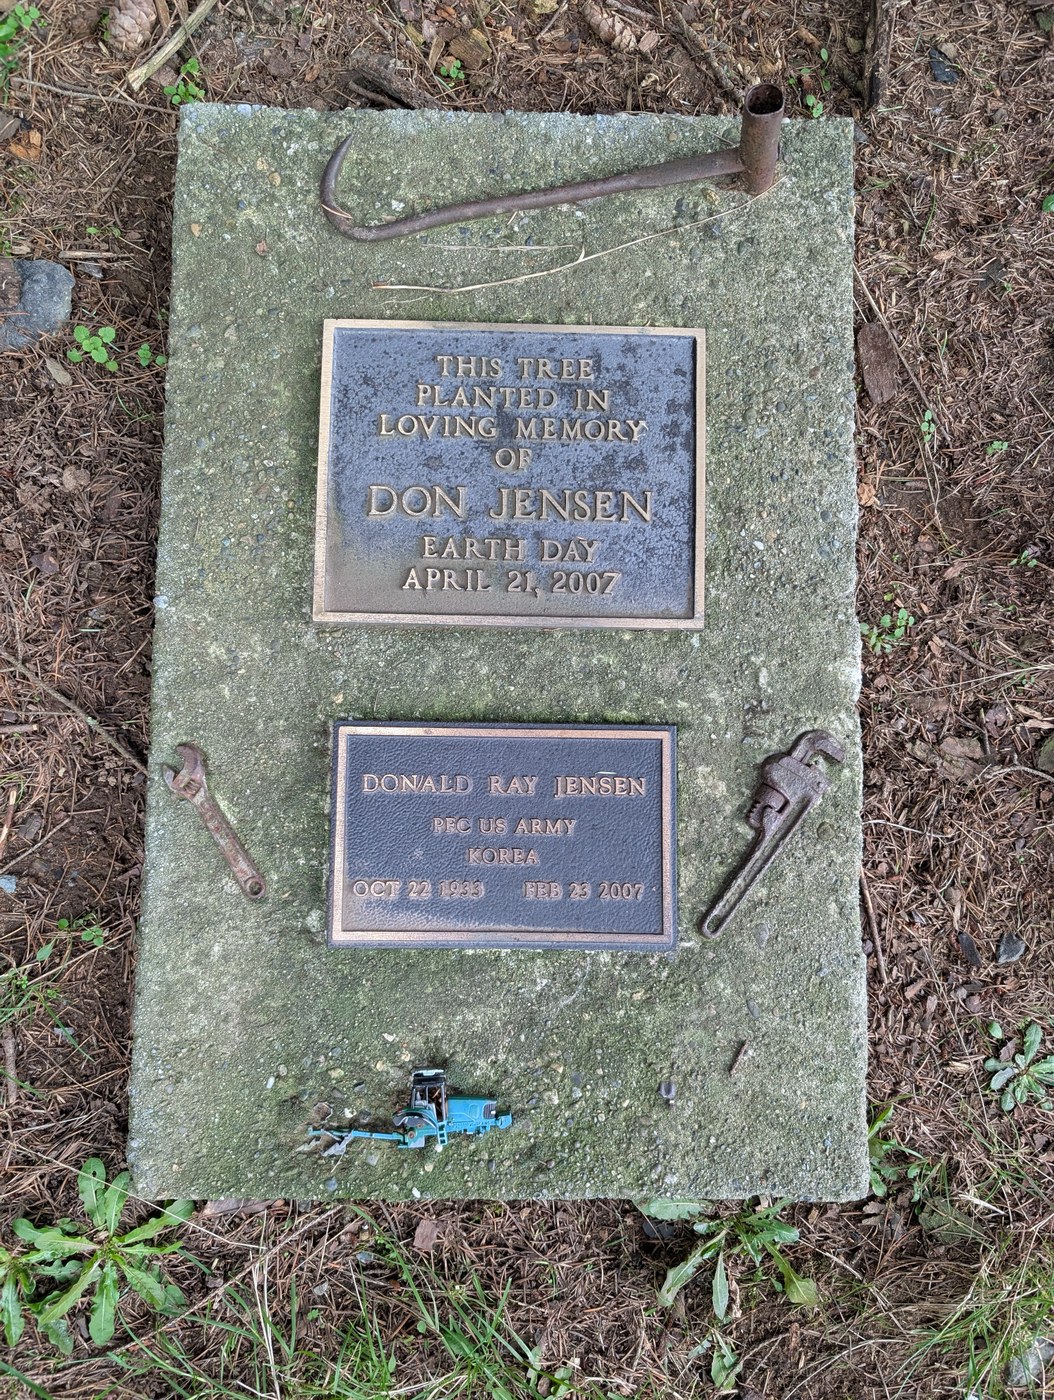 THIS TREE
PLANTED IN
LOVING MEMORY
OF
DON JENSEN
EARTH DAY
APRIL 21, 2007
DONALD RAY JENSEN
PFC US ARMY
KOREA
OCT 22 1933 FEB 23 2007